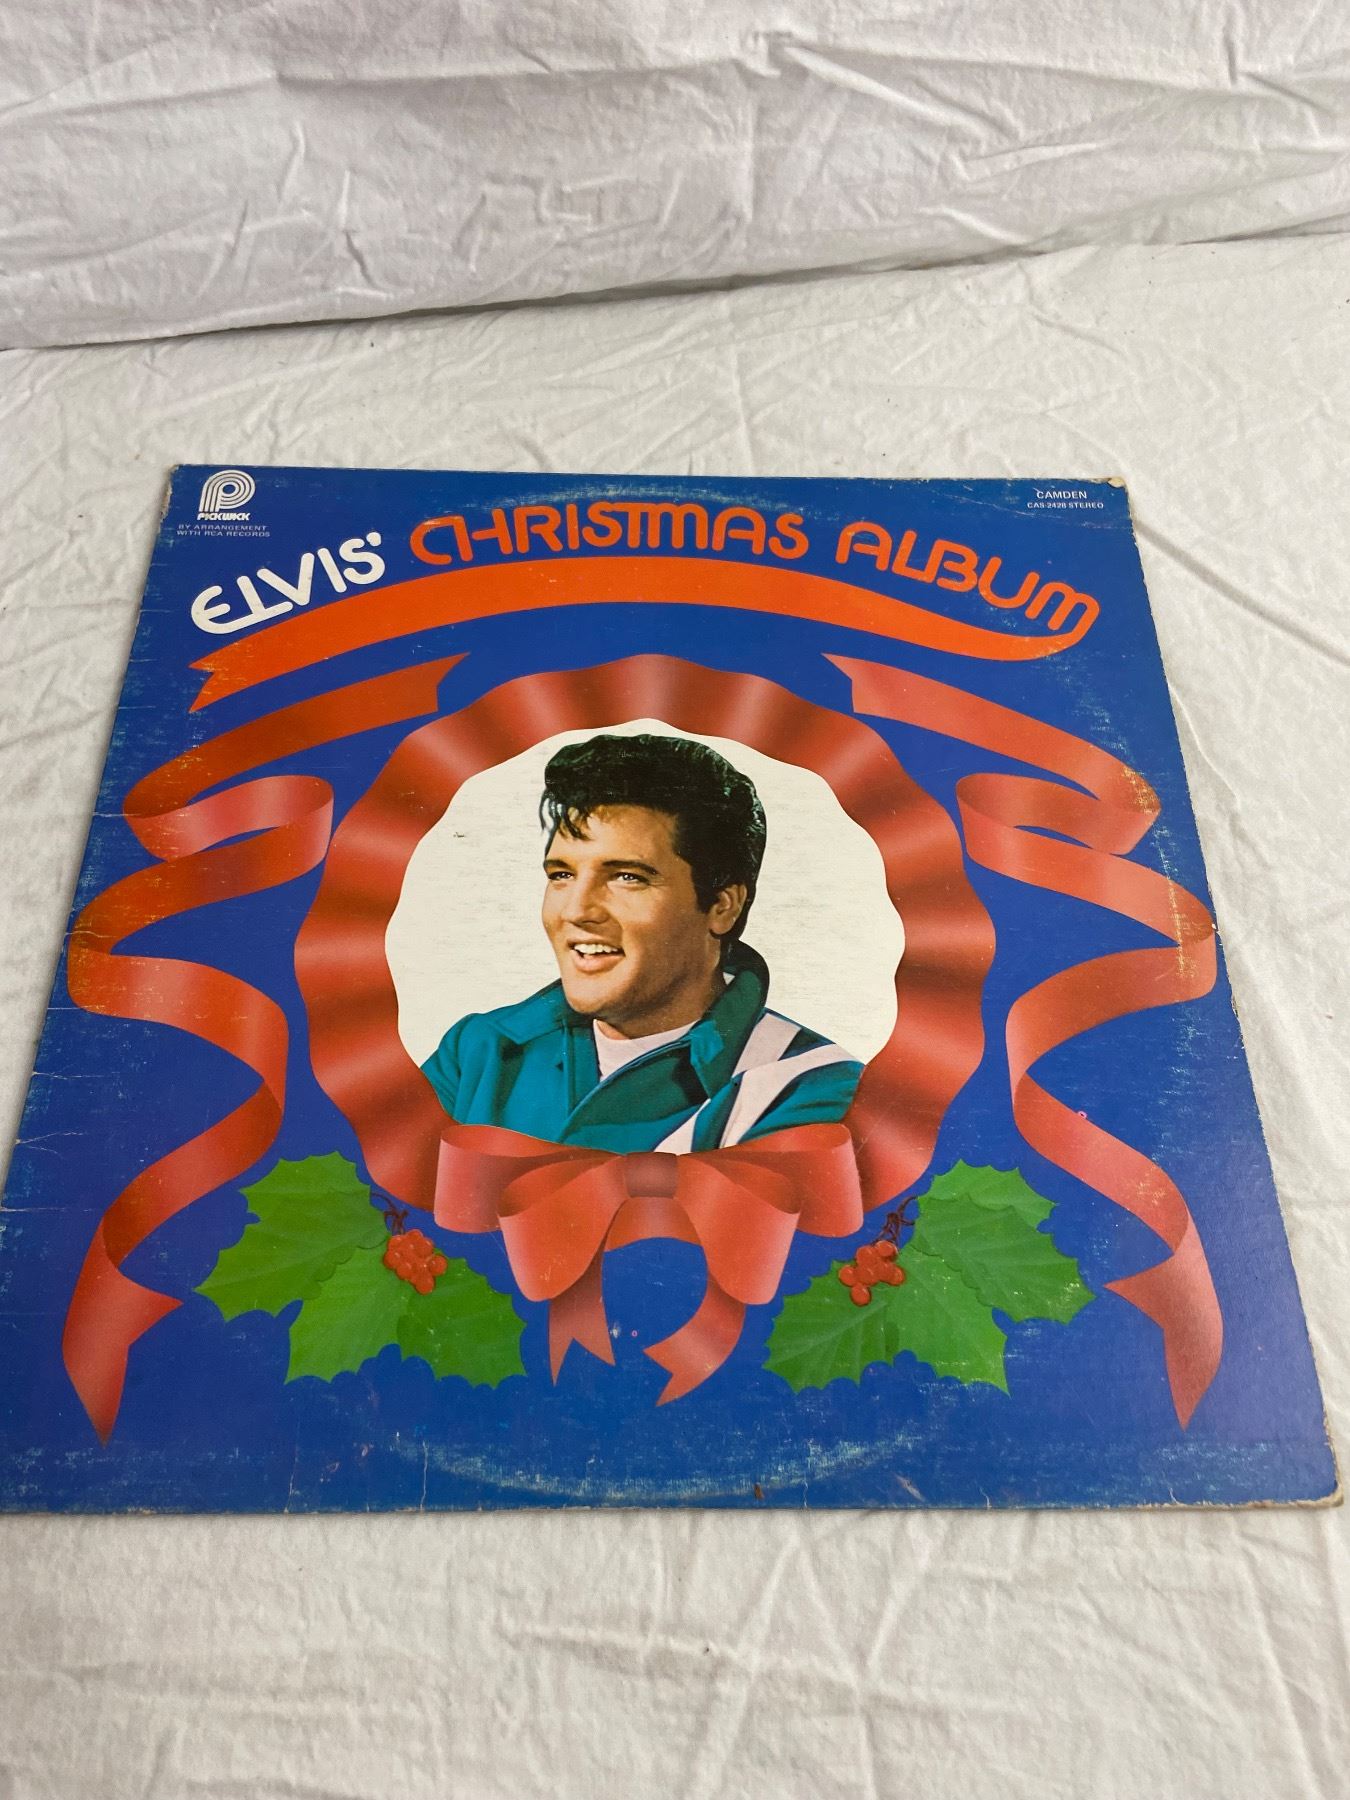 PICKWICK
BY ARRANGEMENT
WITH RCA RECORDS
CAMDEN
CAS-2428 STEREO
ELVIS' CHRISTMAS ALBUM